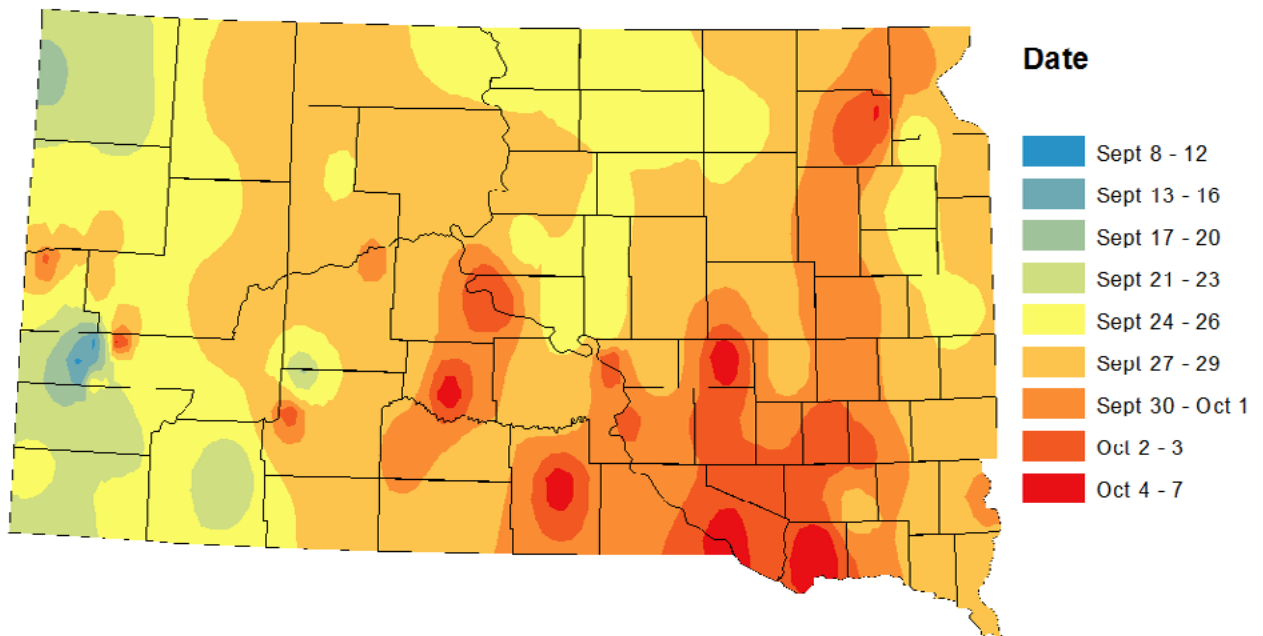 Date
Sept 8 - 12
Sept 13 - 16
Sept 17 - 20
Sept 21 - 23
Sept 24 - 26
Sept 27 - 29
Sept 30 - Oct 1
Oct 2 - 3
Oct 4 - 7